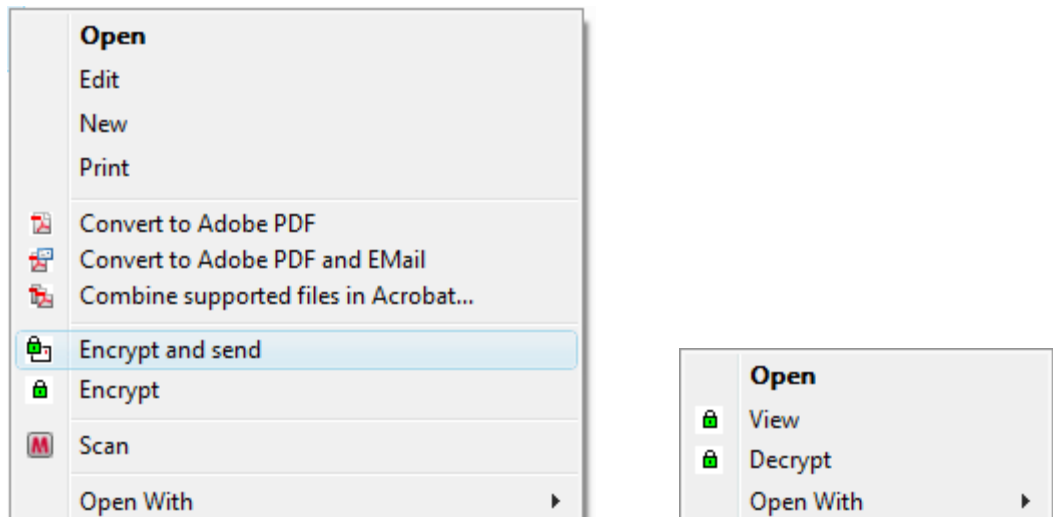 Open
Edit
New
Print
Convert to Adobe PDF
Convert to Adobe PDF and EMail
Combine supported files in Acrobat...
Encrypt and send
Encrypt
Scan
Open With
Open
View
Decrypt
Open With